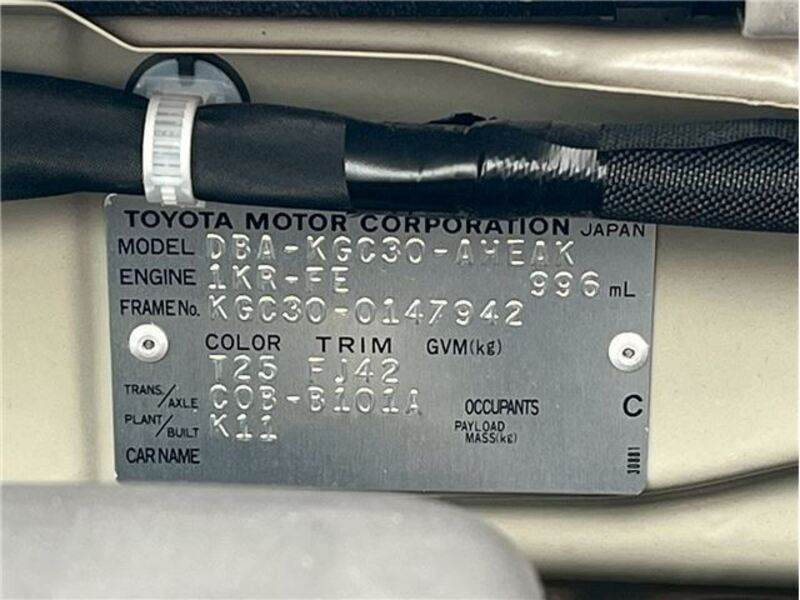 TOYOTA MOTOR CORPORATION JAPAN
MODEL DBA-KGC30-AHEAK
ENGINE 1KR-FE 996 mL
FRAME No. KGC30-0147942
COLOR TRIM GVM(kg)
T25 FJ42
TRANS./AXLE C0B-B101A OCCUPANTS C
PLANT/BUILT K11 PAYLOAD MASS(kg)
CAR NAME
30881